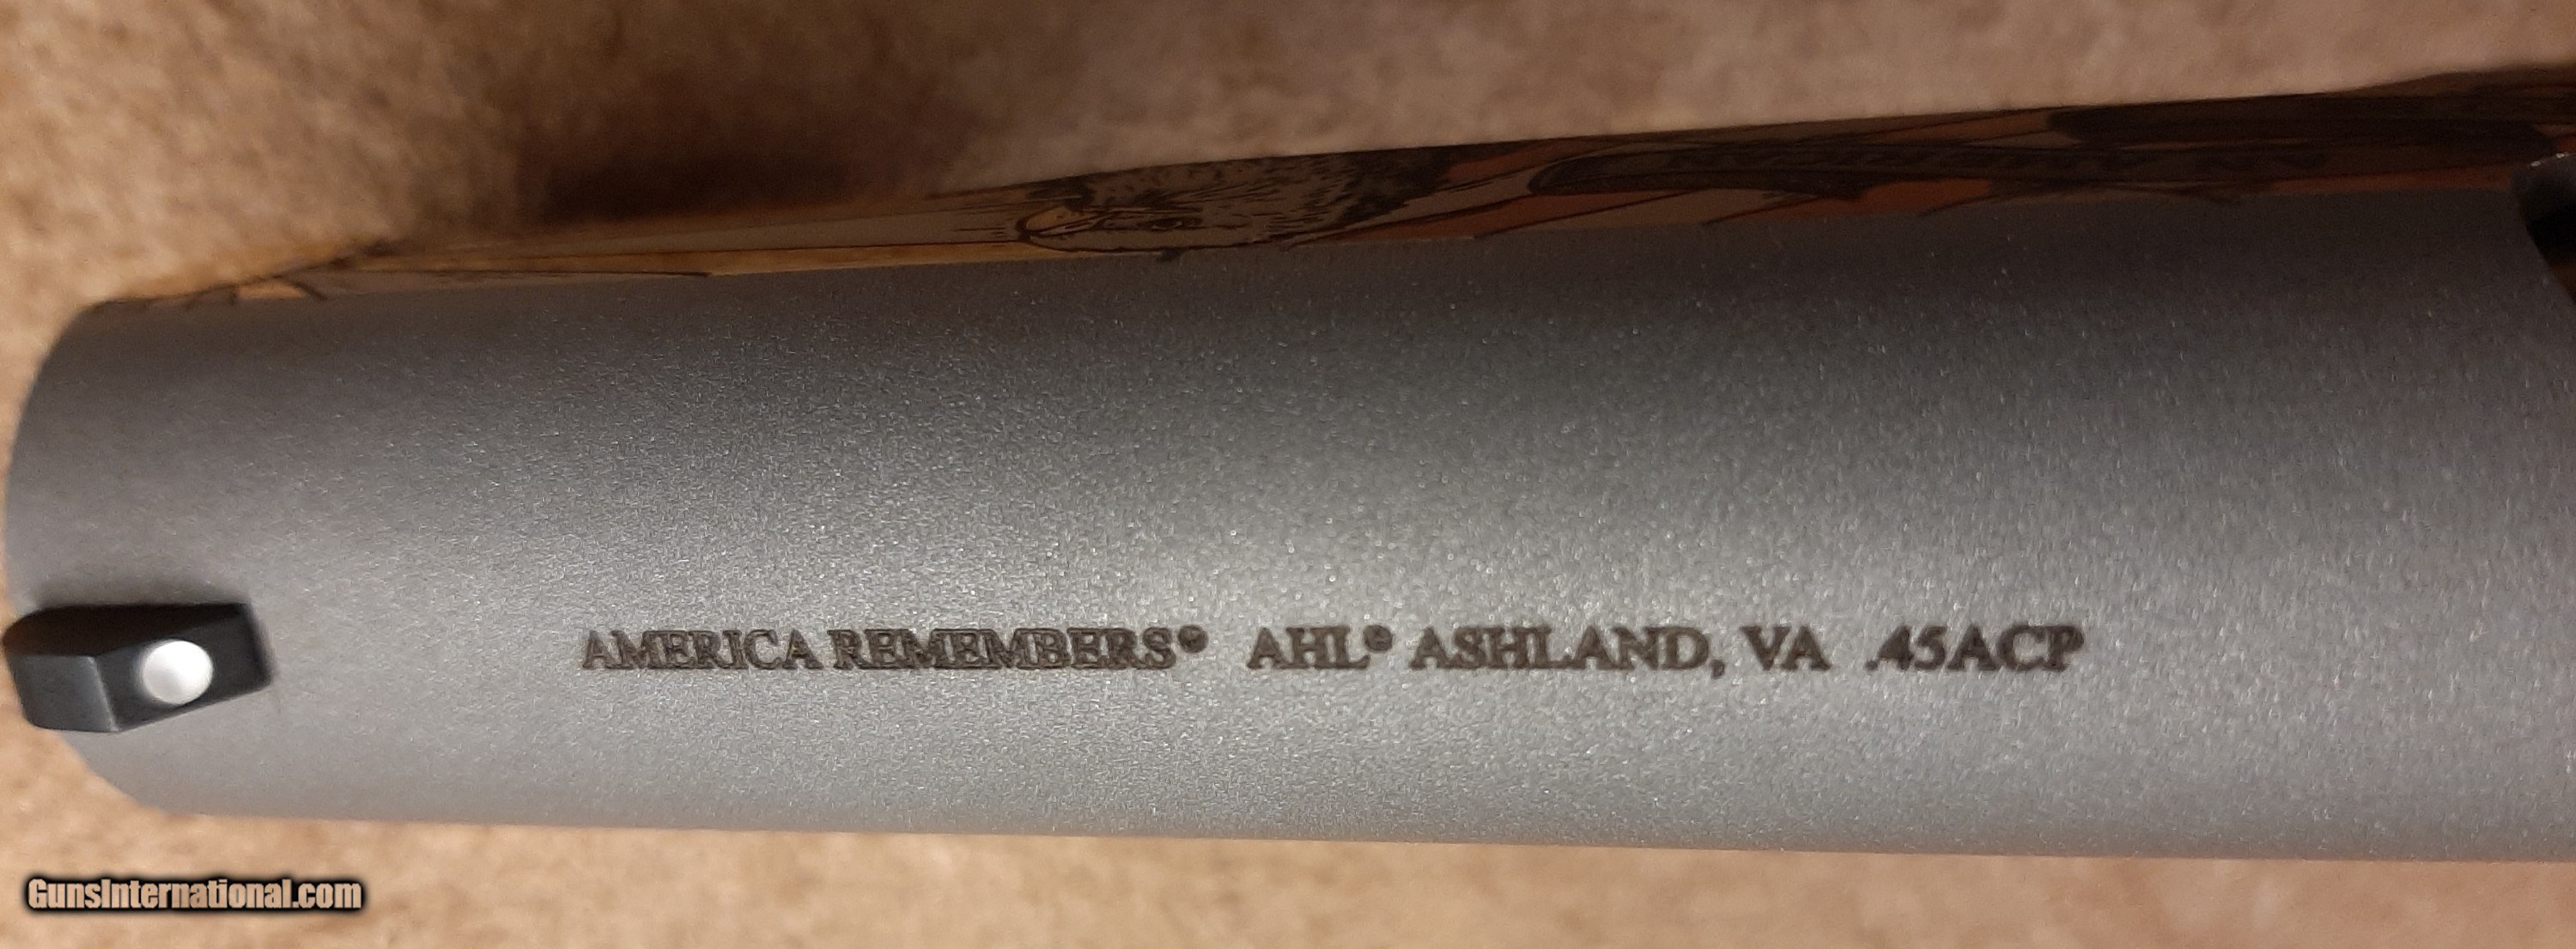 AMERICA REMEMBERS® AHL® ASHLAND, VA .45ACP
GunsInternational.com